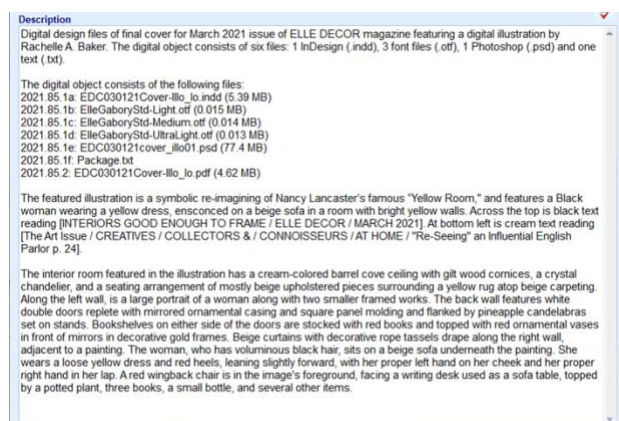 Description
Digital design files of final cover for March 2021 issue of ELLE DECOR magazine featuring a digital illustration by
Rachelle A. Baker. The digital object consists of six files: 1 InDesign (.indd), 3 font files (.otf), 1 Photoshop (.psd) and one
text (.txt).
The digital object consists of the following files:
2021.85.1a: EDC030121Cover-Illo_lo.indd (5.39 MB)
2021.85.1b: ElleGaboryStd-Light.otf (0.015 MB)
2021.85.1c: ElleGaboryStd-Medium.otf (0.014 MB)
2021.85.1d: ElleGaboryStd-UltraLight.otf (0.013 MB)
2021.85.1e: EDC030121cover_illo01.psd (77.4 MB)
2021.85.1f: Package.txt
2021.85.2: EDC030121Cover-Illo_lo.pdf (4.62 MB)
The featured illustration is a symbolic re-imagining of Nancy Lancaster's famous "Yellow Room," and features a Black
woman wearing a yellow dress, ensconced on a beige sofa in a room with bright yellow walls. Across the top is black text
reading [INTERIORS GOOD ENOUGH TO FRAME / ELLE DECOR / MARCH 2021]. At bottom left is cream text reading
[The Art Issue / CREATIVES / COLLECTORS & / CONNOISSEURS / AT HOME / "Re-Seeing" an Influential English
Parlor p. 24].
The interior room featured in the illustration has a cream-colored barrel cove ceiling with gilt wood cornices, a crystal
chandelier, and a seating arrangement of mostly beige upholstered pieces surrounding a yellow rug atop beige carpeting.
Along the left wall, is a large portrait of a woman along with two smaller framed works. The back wall features white
double doors replete with mirrored ornamental casing and square panel molding and flanked by pineapple candelabras
set on stands. Bookshelves on either side of the doors are stocked with red books and topped with red ornamental vases
in front of mirrors in decorative gold frames. Beige curtains with decorative rope tassels drape along the right wall,
adjacent to a painting. The woman, who has voluminous black hair, sits on a beige sofa underneath the painting. She
wears a loose yellow dress and red heels, leaning slightly forward, with her proper left hand on her cheek and her proper
right hand in her lap. A red wingback chair is in the image's foreground, facing a writing desk used as a sofa table, topped
by a potted plant, three books, a small bottle, and several other items.